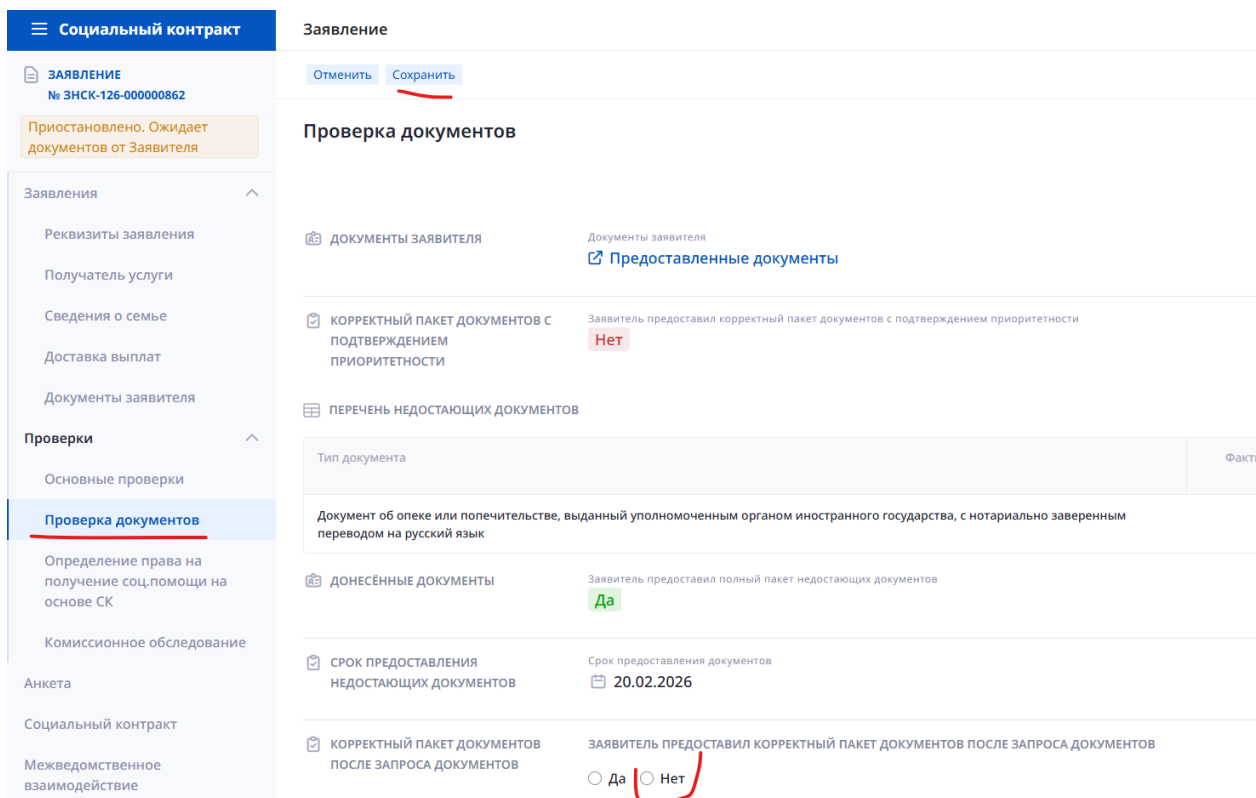 Социальный контракт
ЗАЯВЛЕНИЕ
№ ЗНСК-126-000000862
Приостановлено. Ожидает
документов от Заявителя
Заявления
Реквизиты заявления
Получатель услуги
Сведения о семье
Доставка выплат
Документы заявителя
Проверки
Основные проверки
Проверка документов
Определение права на
получение соц.помощи на
основе СК
Комиссионное обследование
Анкета
Социальный контракт
Межведомственное
взаимодействие
Заявление
Отменить Сохранить
Проверка документов
ДОКУМЕНТЫ ЗАЯВИТЕЛЯ
Документы заявителя
Предоставленные документы
КОРРЕКТНЫЙ ПАКЕТ ДОКУМЕНТОВ С
ПОДТВЕРЖДЕНИЕМ
ПРИОРИТЕТНОСТИ
Заявитель предоставил корректный пакет документов с подтверждением приоритетности
Нет
ПЕРЕЧЕНЬ НЕДОСТАЮЩИХ ДОКУМЕНТОВ
Тип документа
Документ об опеке или попечительстве, выданный уполномоченным органом иностранного государства, с нотариально заверенным
переводом на русский язык
ДОНЕСЁННЫЕ ДОКУМЕНТЫ
Заявитель предоставил полный пакет недостающих документов
Да
СРОК ПРЕДОСТАВЛЕНИЯ
НЕДОСТАЮЩИХ ДОКУМЕНТОВ
Срок предоставления документов
20.02.2026
КОРРЕКТНЫЙ ПАКЕТ ДОКУМЕНТОВ
ПОСЛЕ ЗАПРОСА ДОКУМЕНТОВ
ЗАЯВИТЕЛЬ ПРЕДОСТАВИЛ КОРРЕКТНЫЙ ПАКЕТ ДОКУМЕНТОВ ПОСЛЕ ЗАПРОСА ДОКУМЕНТОВ
Да Нет